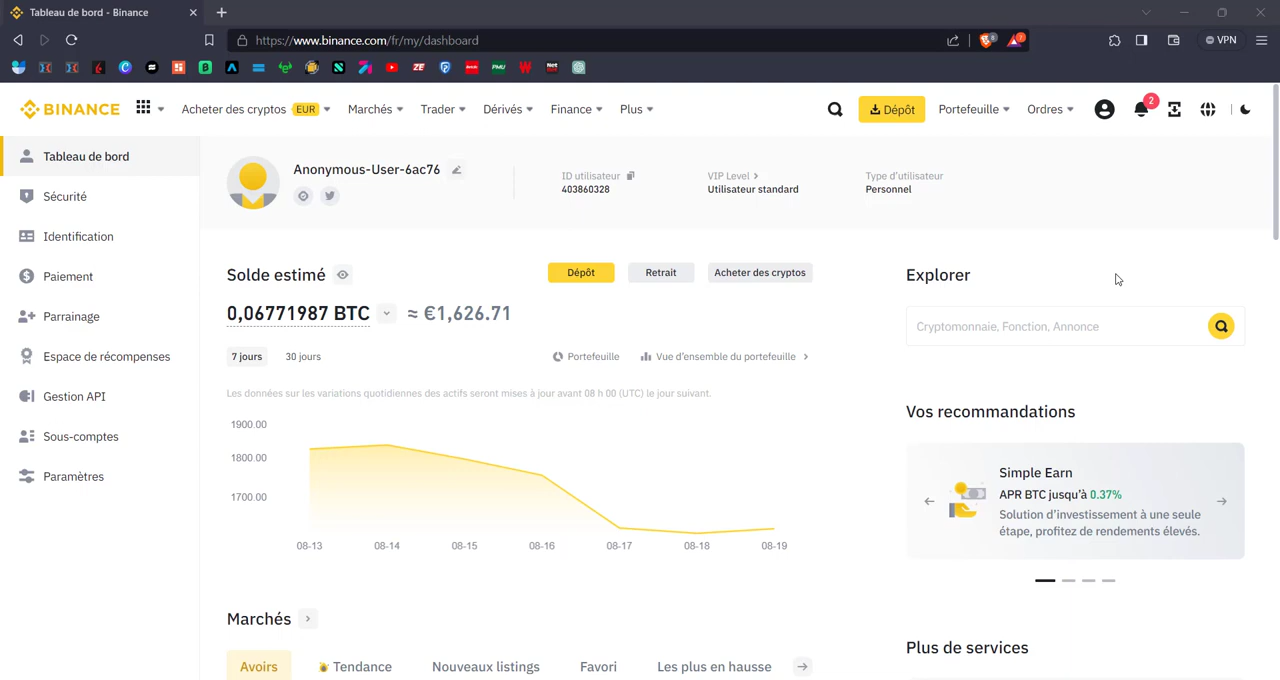 Tableau de bord - Binance
https://www.binance.com/fr/my/dashboard
8
7
VPN
ZE
PMU
W
BINANCE
Acheter des cryptos EUR
Marchés
Trader
Dérivés
Finance
Plus
Dépôt
Portefeuille
Ordres
2
Tableau de bord
Sécurité
Identification
Paiement
Parrainage
Espace de récompenses
Gestion API
Sous-comptes
Paramètres
Anonymous-User-6ac76
ID utilisateur
403860328
VIP Level
Utilisateur standard
Type d'utilisateur
Personnel
Solde estimé
Dépôt
Retrait
Acheter des cryptos
0,06771987 BTC ≈ €1,626.71
7 jours
30 jours
Portefeuille
Vue d'ensemble du portefeuille
Les données sur les variations quotidiennes des actifs seront mises à jour avant 08 h 00 (UTC) le jour suivant.
1900.00
1800.00
1700.00
08-13 08-14 08-15 08-16 08-17 08-18 08-19
Marchés
Avoirs
Tendance
Nouveaux listings
Favori
Les plus en hausse
Explorer
Cryptomonnaie, Fonction, Annonce
Vos recommandations
Simple Earn
APR BTC jusqu'à 0.37%
Solution d'investissement à une seule
étape, profitez de rendements élevés.
Plus de services